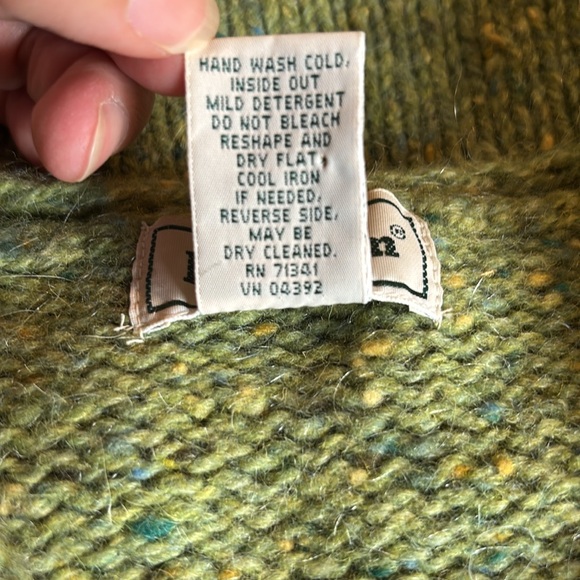 HAND WASH COLD,
INSIDE OUT
MILD DETERGENT
DO NOT BLEACH
RESHAPE AND
DRY FLAT,
COOL IRON
IF NEEDED,
REVERSE SIDE,
MAY BE
DRY CLEANED.
RN 71341
VN 04392